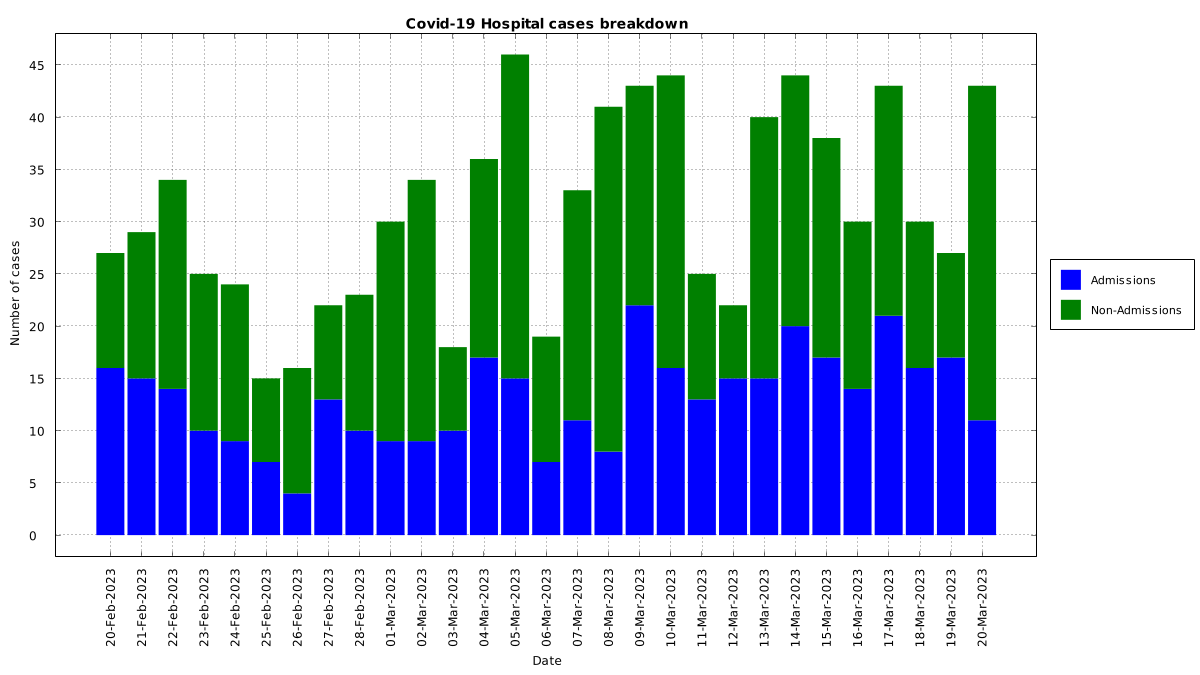 Covid-19 Hospital cases breakdown
45
40
35
30
25
20
15
10
5
0
Number of cases
20-Feb-2023
21-Feb-2023
22-Feb-2023
23-Feb-2023
24-Feb-2023
25-Feb-2023
26-Feb-2023
27-Feb-2023
28-Feb-2023
01-Mar-2023
02-Mar-2023
03-Mar-2023
04-Mar-2023
05-Mar-2023
06-Mar-2023
07-Mar-2023
08-Mar-2023
09-Mar-2023
10-Mar-2023
11-Mar-2023
12-Mar-2023
13-Mar-2023
14-Mar-2023
15-Mar-2023
16-Mar-2023
17-Mar-2023
18-Mar-2023
19-Mar-2023
20-Mar-2023
Date
Admissions
Non-Admissions